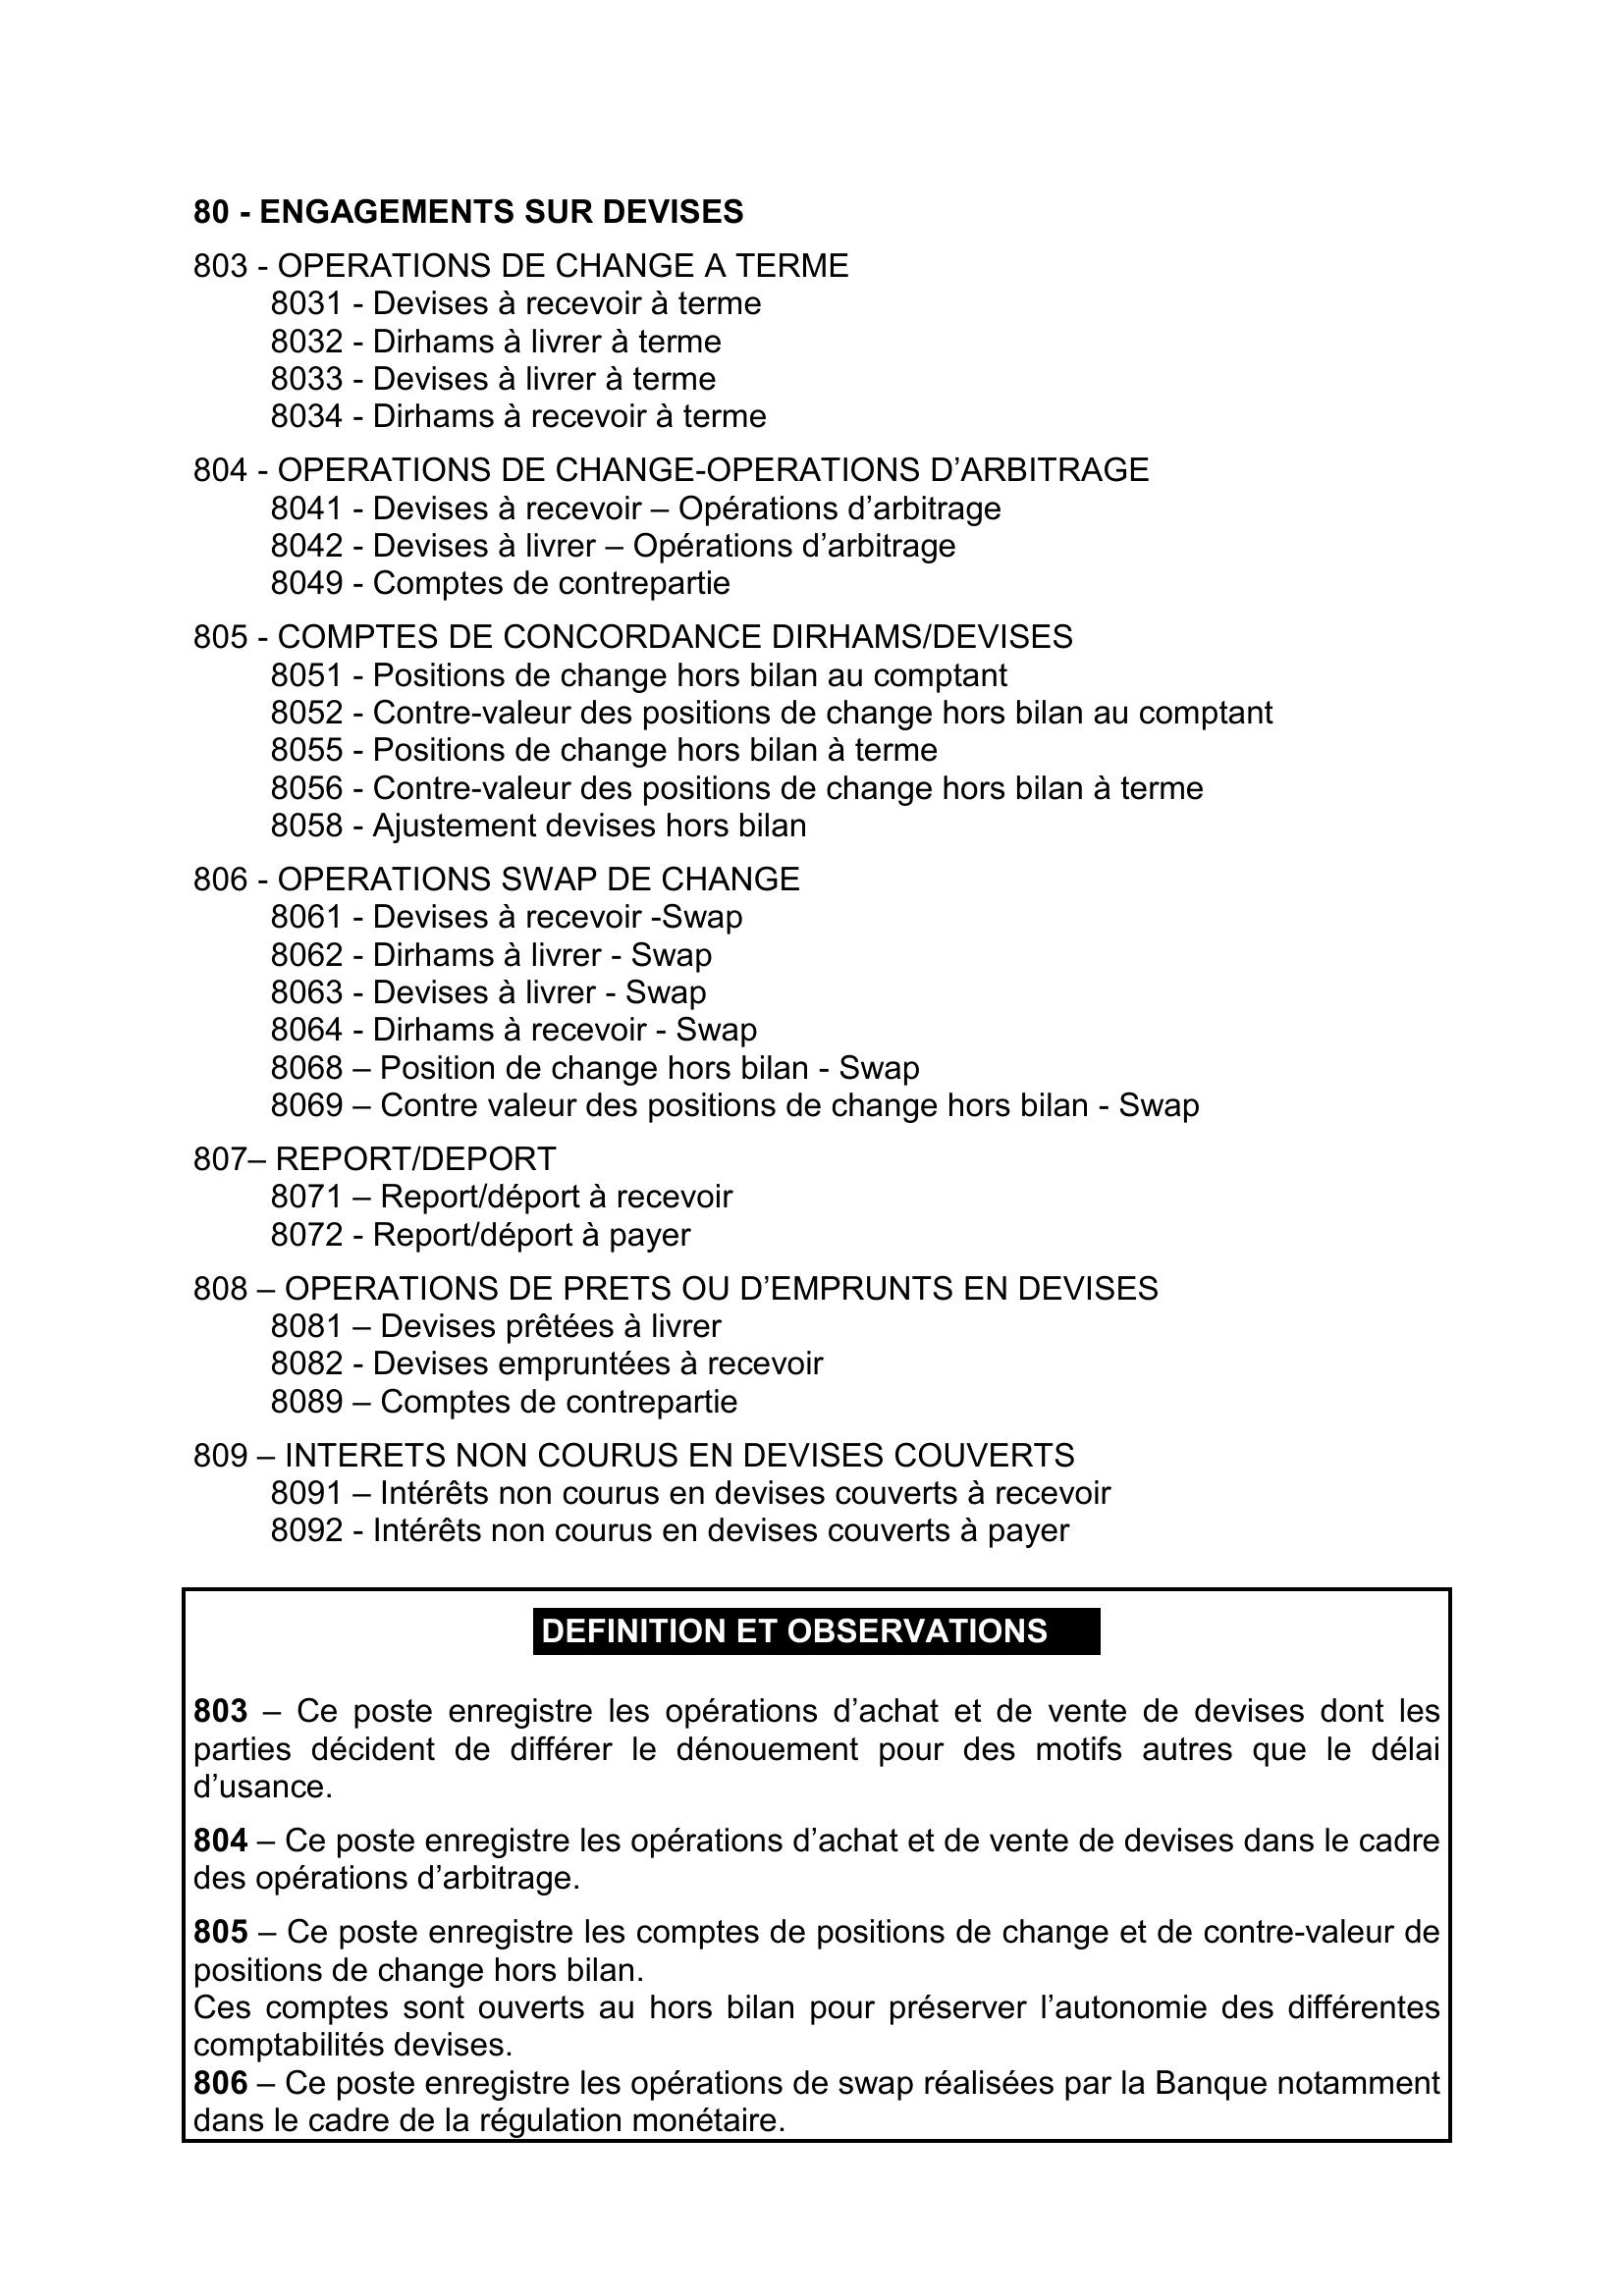 80 - ENGAGEMENTS SUR DEVISES
803 - OPERATIONS DE CHANGE A TERME
8031 - Devises à recevoir à terme
8032 - Dirhams à livrer à terme
8033 - Devises à livrer à terme
8034 - Dirhams à recevoir à terme
804 - OPERATIONS DE CHANGE-OPERATIONS D’ARBITRAGE
8041 - Devises à recevoir – Opérations d’arbitrage
8042 - Devises à livrer – Opérations d’arbitrage
8049 - Comptes de contrepartie
805 - COMPTES DE CONCORDANCE DIRHAMS/DEVISES
8051 - Positions de change hors bilan au comptant
8052 - Contre-valeur des positions de change hors bilan au comptant
8055 - Positions de change hors bilan à terme
8056 - Contre-valeur des positions de change hors bilan à terme
8058 - Ajustement devises hors bilan
806 - OPERATIONS SWAP DE CHANGE
8061 - Devises à recevoir -Swap
8062 - Dirhams à livrer - Swap
8063 - Devises à livrer - Swap
8064 - Dirhams à recevoir - Swap
8068 – Position de change hors bilan - Swap
8069 – Contre valeur des positions de change hors bilan - Swap
807– REPORT/DEPORT
8071 – Report/déport à recevoir
8072 - Report/déport à payer
808 – OPERATIONS DE PRETS OU D’EMPRUNTS EN DEVISES
8081 – Devises prêtées à livrer
8082 - Devises empruntées à recevoir
8089 – Comptes de contrepartie
809 – INTERETS NON COURUS EN DEVISES COUVERTS
8091 – Intérêts non courus en devises couverts à recevoir
8092 - Intérêts non courus en devises couverts à payer
DEFINITION ET OBSERVATIONS
803 – Ce poste enregistre les opérations d’achat et de vente de devises dont les
parties décident de différer le dénouement pour des motifs autres que le délai
d’usance.
804 – Ce poste enregistre les opérations d’achat et de vente de devises dans le cadre
des opérations d’arbitrage.
805 – Ce poste enregistre les comptes de positions de change et de contre-valeur de
positions de change hors bilan.
Ces comptes sont ouverts au hors bilan pour préserver l’autonomie des différentes
comptabilités devises.
806 – Ce poste enregistre les opérations de swap réalisées par la Banque notamment
dans le cadre de la régulation monétaire.